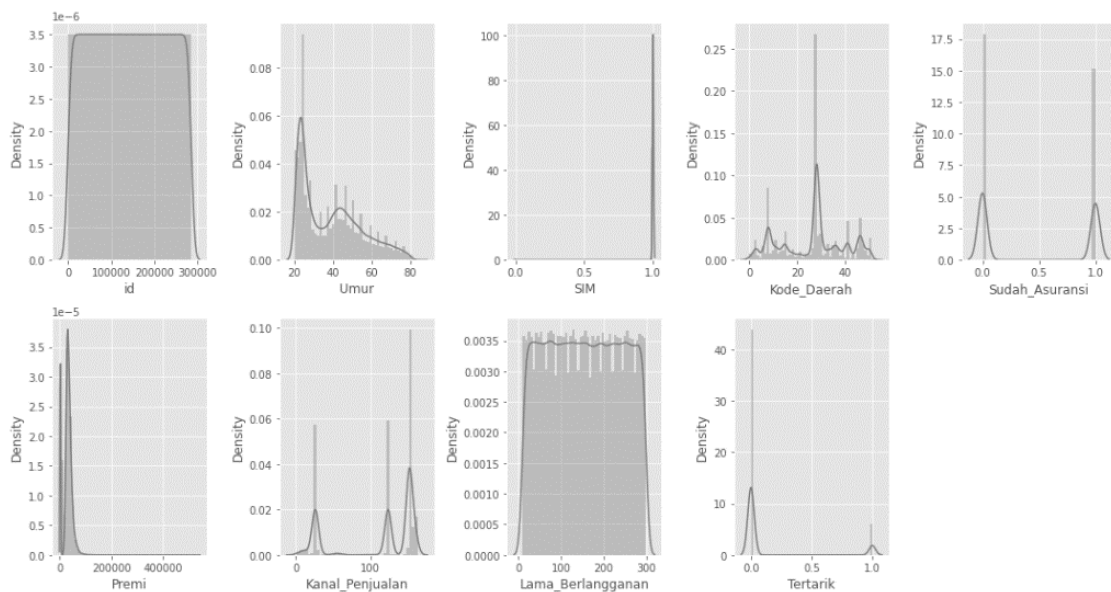 1e−6
3.5
3.0
2.5
2.0
1.5
1.0
0.5
0.0
Density
0 100000 200000 300000
id
0.08
0.06
0.04
0.02
0.00
Density
20 40 60 80
Umur
100
80
60
40
20
0
Density
0.0 0.5 1.0
SIM
0.25
0.20
0.15
0.10
0.05
0.00
Density
0 20 40
Kode_Daerah
17.5
15.0
12.5
10.0
7.5
5.0
2.5
0.0
Density
0.0 0.5 1.0
Sudah_Asuransi
1e−5
3.5
3.0
2.5
2.0
1.5
1.0
0.5
0.0
Density
0 200000 400000
Premi
0.10
0.08
0.06
0.04
0.02
0.00
Density
0 100
Kanal_Penjualan
0.0035
0.0030
0.0025
0.0020
0.0015
0.0010
0.0005
0.0000
Density
0 100 200 300
Lama_Berlangganan
40
30
20
10
0
Density
0.0 0.5 1.0
Tertarik